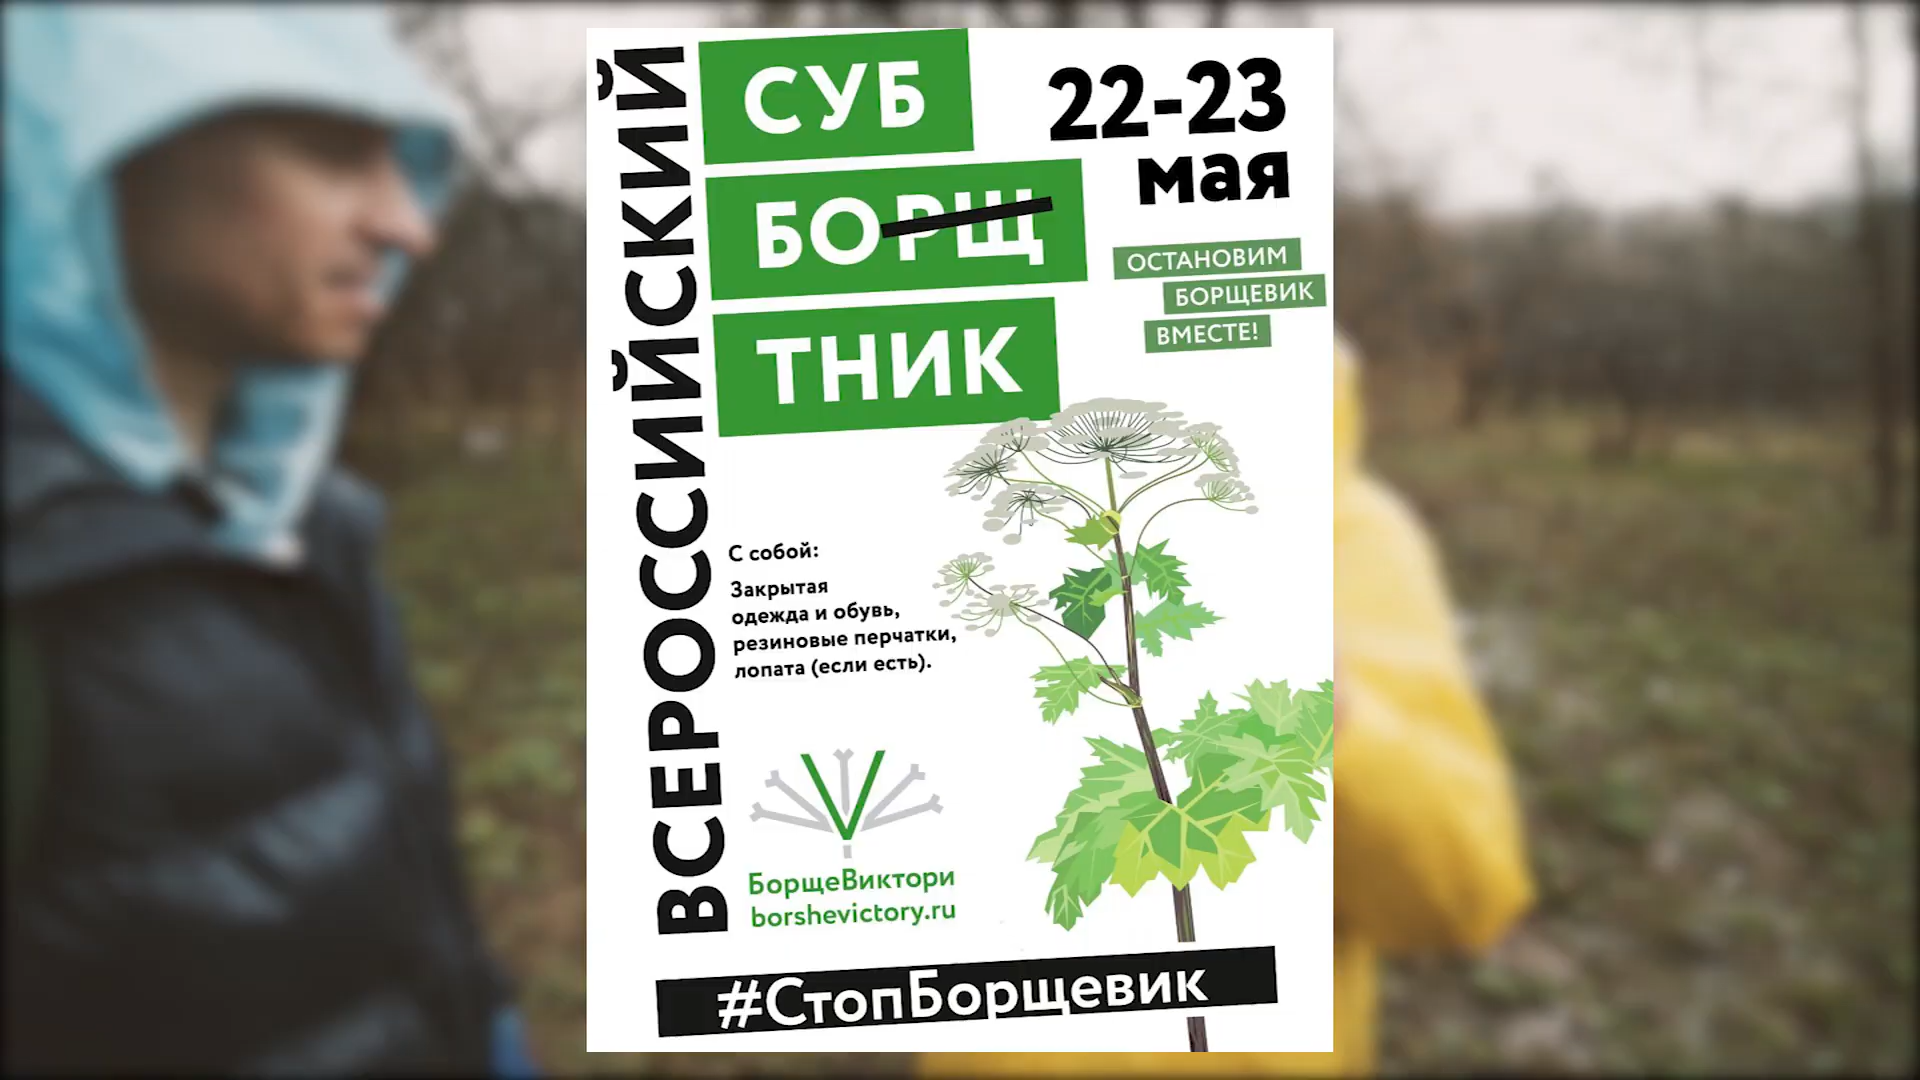 ВСЕРОССИЙСКИЙ
СУБ
БОРЩ
ТНИК
22-23
мая
ОСТАНОВИМ
БОРЩЕВИК
ВМЕСТЕ!
С собой:
Закрытая
одежда и обувь,
резиновые перчатки,
лопата (если есть).
БорщеВиктори
borshevictory.ru
#СтопБорщевик